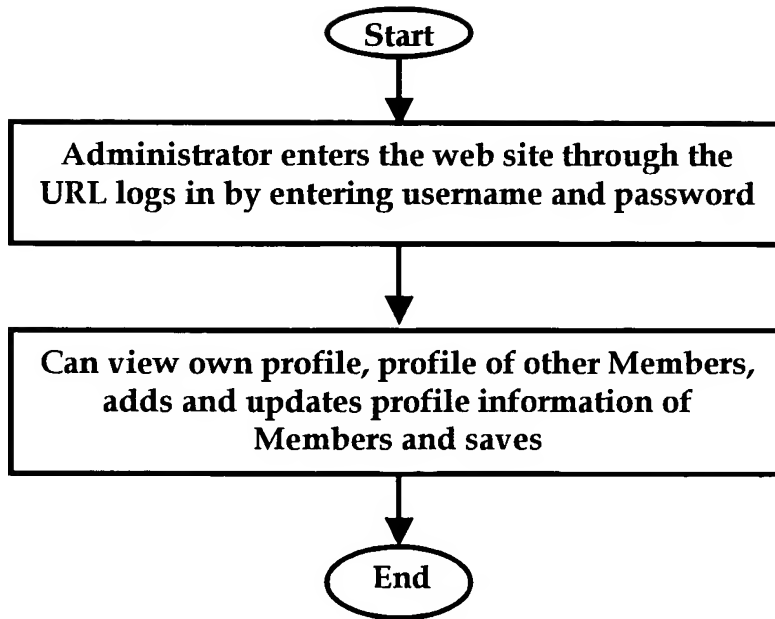 Start
Administrator enters the web site through the
URL logs in by entering username and password
Can view own profile, profile of other Members,
adds and updates profile information of
Members and saves
End